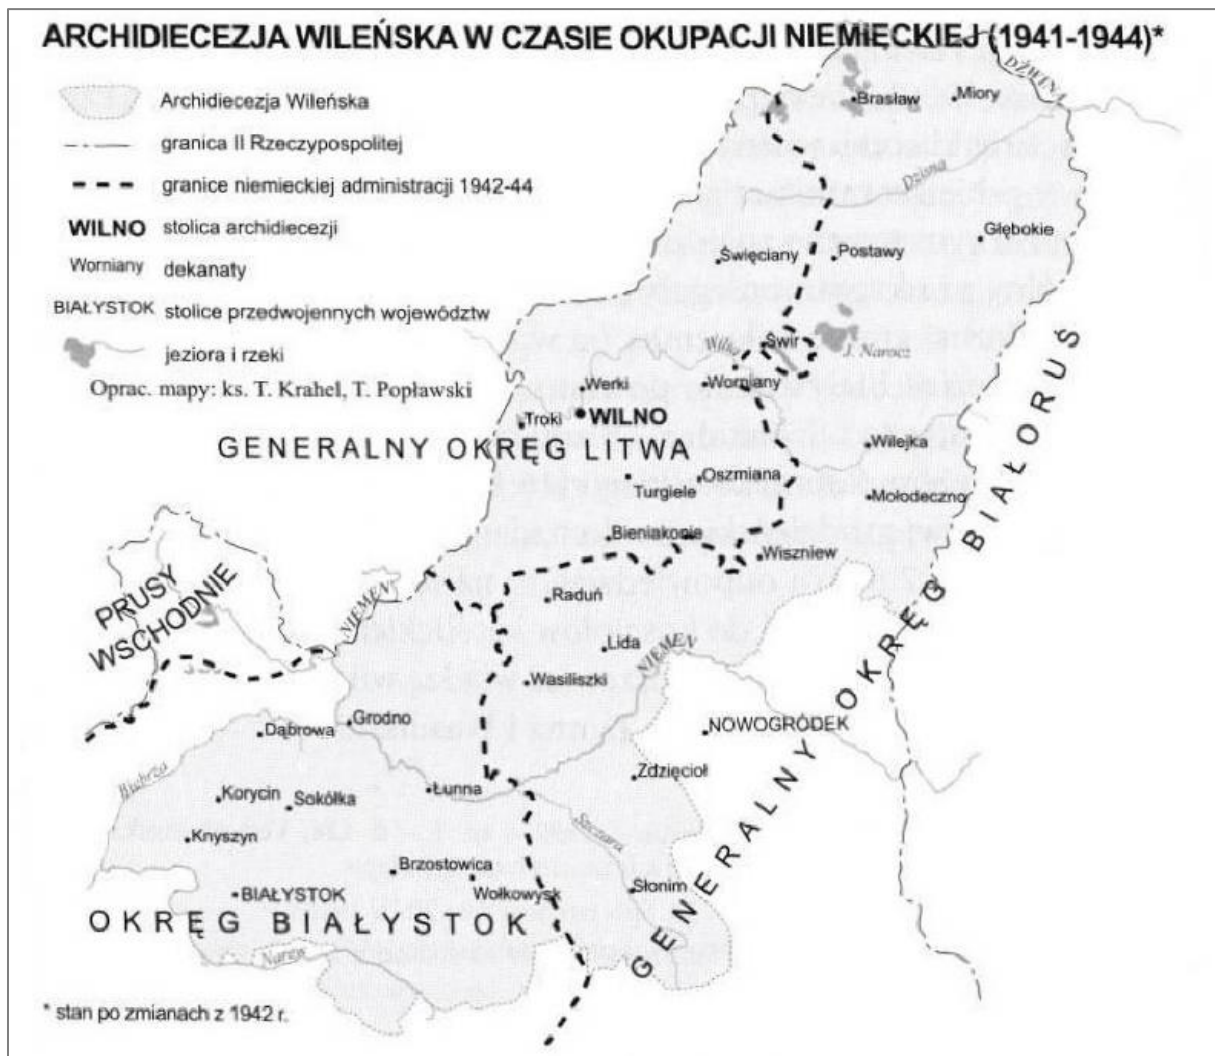 ARCHIDIECEZJA WILEŃSKA W CZASIE OKUPACJI NIEMIECKIEJ (1941-1944)*
Archidiecezja Wileńska
granica II Rzeczypospolitej
granice niemieckiej administracji 1942-44
WILNO stolica archidiecezji
Worniany dekanaty
BIAŁYSTOK stolice przedwojennych województw
jeziora i rzeki
Oprac. mapy: ks. T. Krahel, T. Popławski
DŹWINA
Brasław
Miory
Dzisna
Głębokie
Święciany
Postawy
Wilia
Świr
J. Narocz
Werki
Worniany
WILNO
Troki
GENERALNY OKRĘG LITWA
Wilejka
Oszmiana
Turgiele
Mołodeczno
Bieniakonie
Wiszniew
PRUSY
WSCHODNIE
NIEMEN
Raduń
Lida
NIEMEN
Wasiliszki
Grodno
Dąbrowa
NOWOGRÓDEK
Zdzięcioł
Biebrza
Korycin
Sokółka
Łunna
Szczara
Knyszyn
Brzostowica
Wołkowysk
Słonim
BIAŁYSTOK
OKRĘG BIAŁYSTOK
Narew
GENERALNY OKRĘG BIAŁORUŚ
* stan po zmianach z 1942 r.